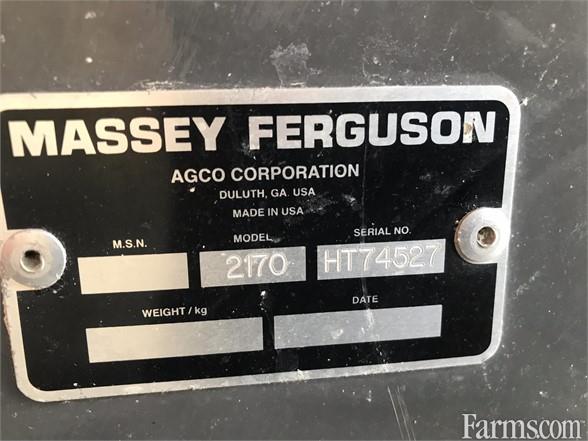 MASSEY FERGUSON
AGCO CORPORATION
DULUTH, GA. USA
MADE IN USA
M.S.N. MODEL SERIAL NO.
2170 HT74527
WEIGHT / kg DATE
Farms.com